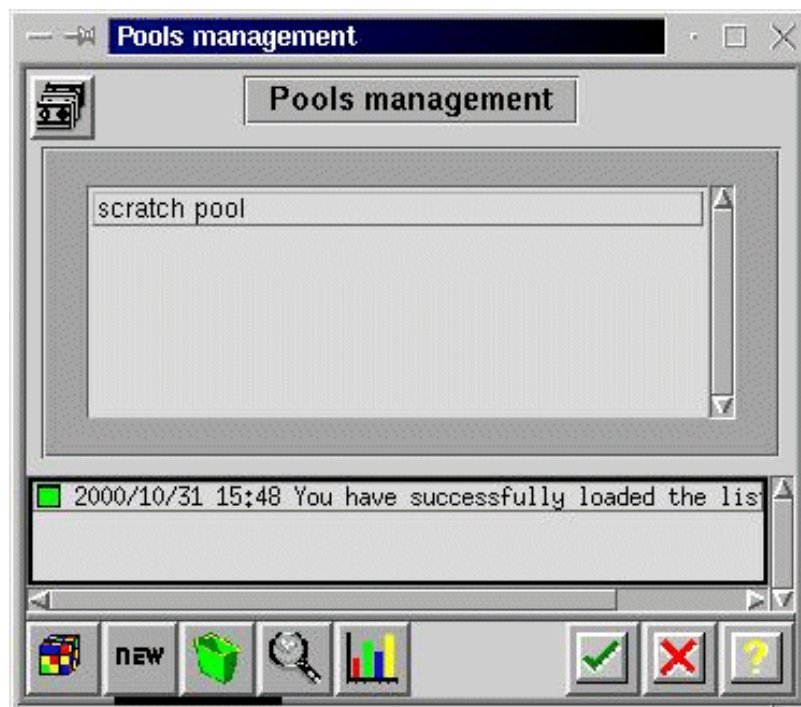 Pools management
Pools management
scratch pool
2000/10/31 15:48 You have successfully loaded the lis
NEW
?